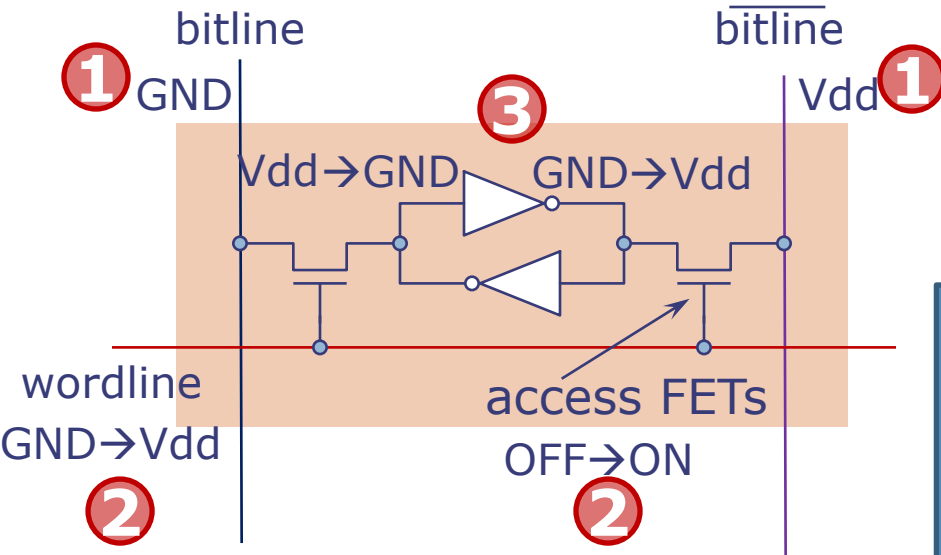 bitline
b̅i̅t̅l̅i̅n̅e̅
1
GND
3
Vdd
1
Vdd→GND
GND→Vdd
wordline
access FETs
GND→Vdd
OFF→ON
2
2